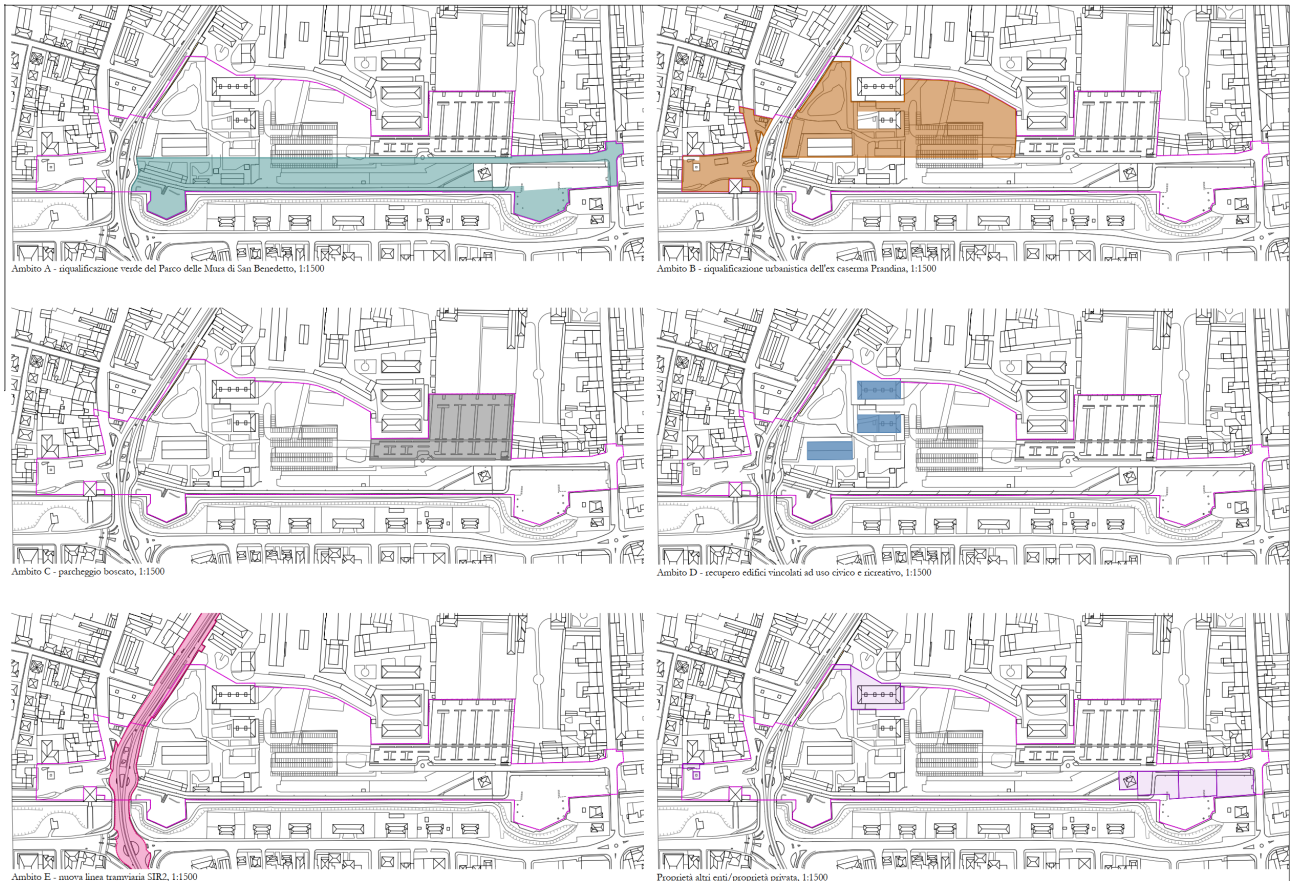 Ambito A - riqualificazione verde del Parco delle Mura di San Benedetto, 1:1500
Ambito B - riqualificazione urbanistica dell'ex caserma Prandina, 1:1500
Ambito C - parcheggio boscato, 1:1500
Ambito D - recupero edifici vincolati ad uso civico e ricreativo, 1:1500
Ambito E - nuova linea tramviaria SIR2, 1:1500
Proprietà altri enti/proprietà privata, 1:1500